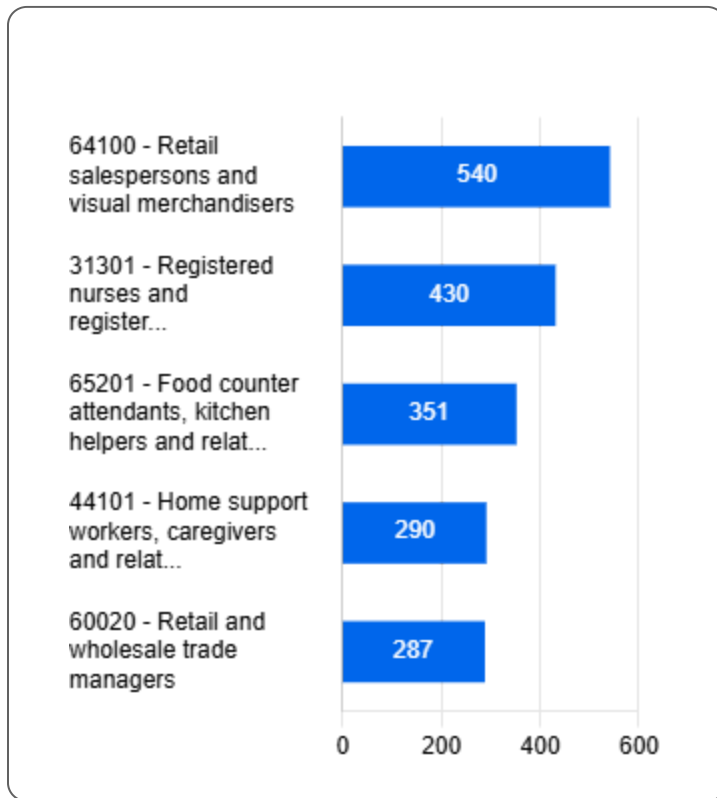 64100 - Retail
salespersons and
visual merchandisers
540
31301 - Registered
nurses and
register...
430
65201 - Food counter
attendants, kitchen
helpers and relat...
351
44101 - Home support
workers, caregivers
and relat...
290
60020 - Retail and
wholesale trade
managers
287
0 200 400 600